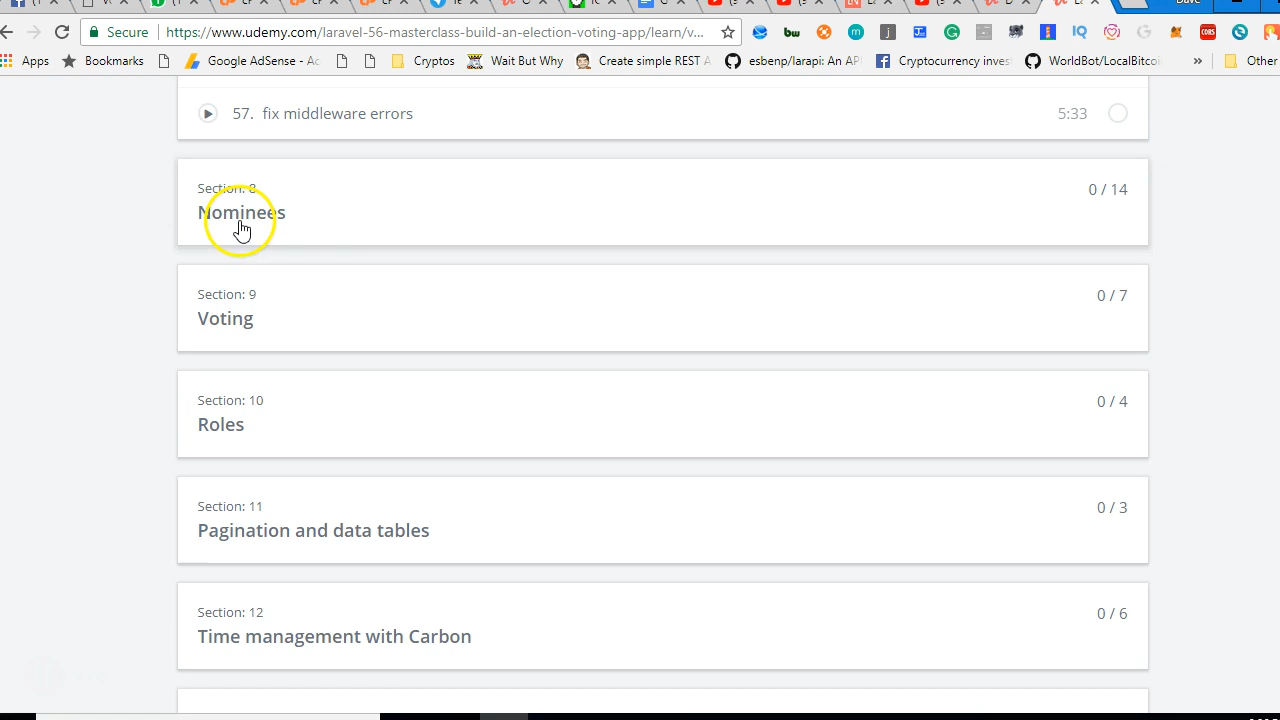 Dave
Secure
https://www.udemy.com/laravel-56-masterclass-build-an-election-voting-app/learn/v...
Apps
Bookmarks
Google AdSense - Ac
Cryptos
Wait But Why
Create simple REST
esbenp/larapi: An AP
Cryptocurrency inves
WorldBot/LocalBitcoi
»
Other
57. fix middleware errors
5:33
Section: 8
0 / 14
Nominees
Section: 9
0 / 7
Voting
Section: 10
0 / 4
Roles
Section: 11
0 / 3
Pagination and data tables
Section: 12
0 / 6
Time management with Carbon